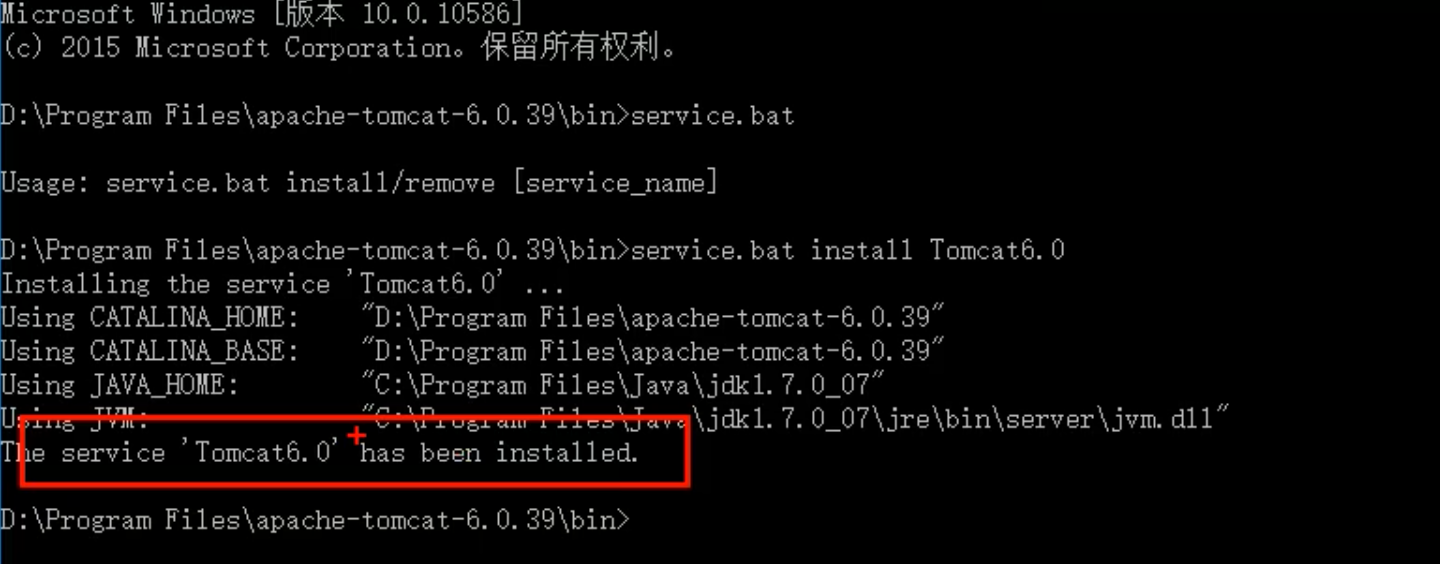 Microsoft Windows [版本 10.0.10586]
(c) 2015 Microsoft Corporation。保留所有权利。
D:\Program Files\apache-tomcat-6.0.39\bin>service.bat
Usage: service.bat install/remove [service_name]
D:\Program Files\apache-tomcat-6.0.39\bin>service.bat install Tomcat6.0
Installing the service 'Tomcat6.0' ...
Using CATALINA_HOME:    "D:\Program Files\apache-tomcat-6.0.39"
Using CATALINA_BASE:    "D:\Program Files\apache-tomcat-6.0.39"
Using JAVA_HOME:        "C:\Program Files\Java\jdk1.7.0_07"
Using JVM:              "C:\Program Files\Java\jdk1.7.0_07\jre\bin\server\jvm.dll"
The service 'Tomcat6.0' has been installed.
D:\Program Files\apache-tomcat-6.0.39\bin>